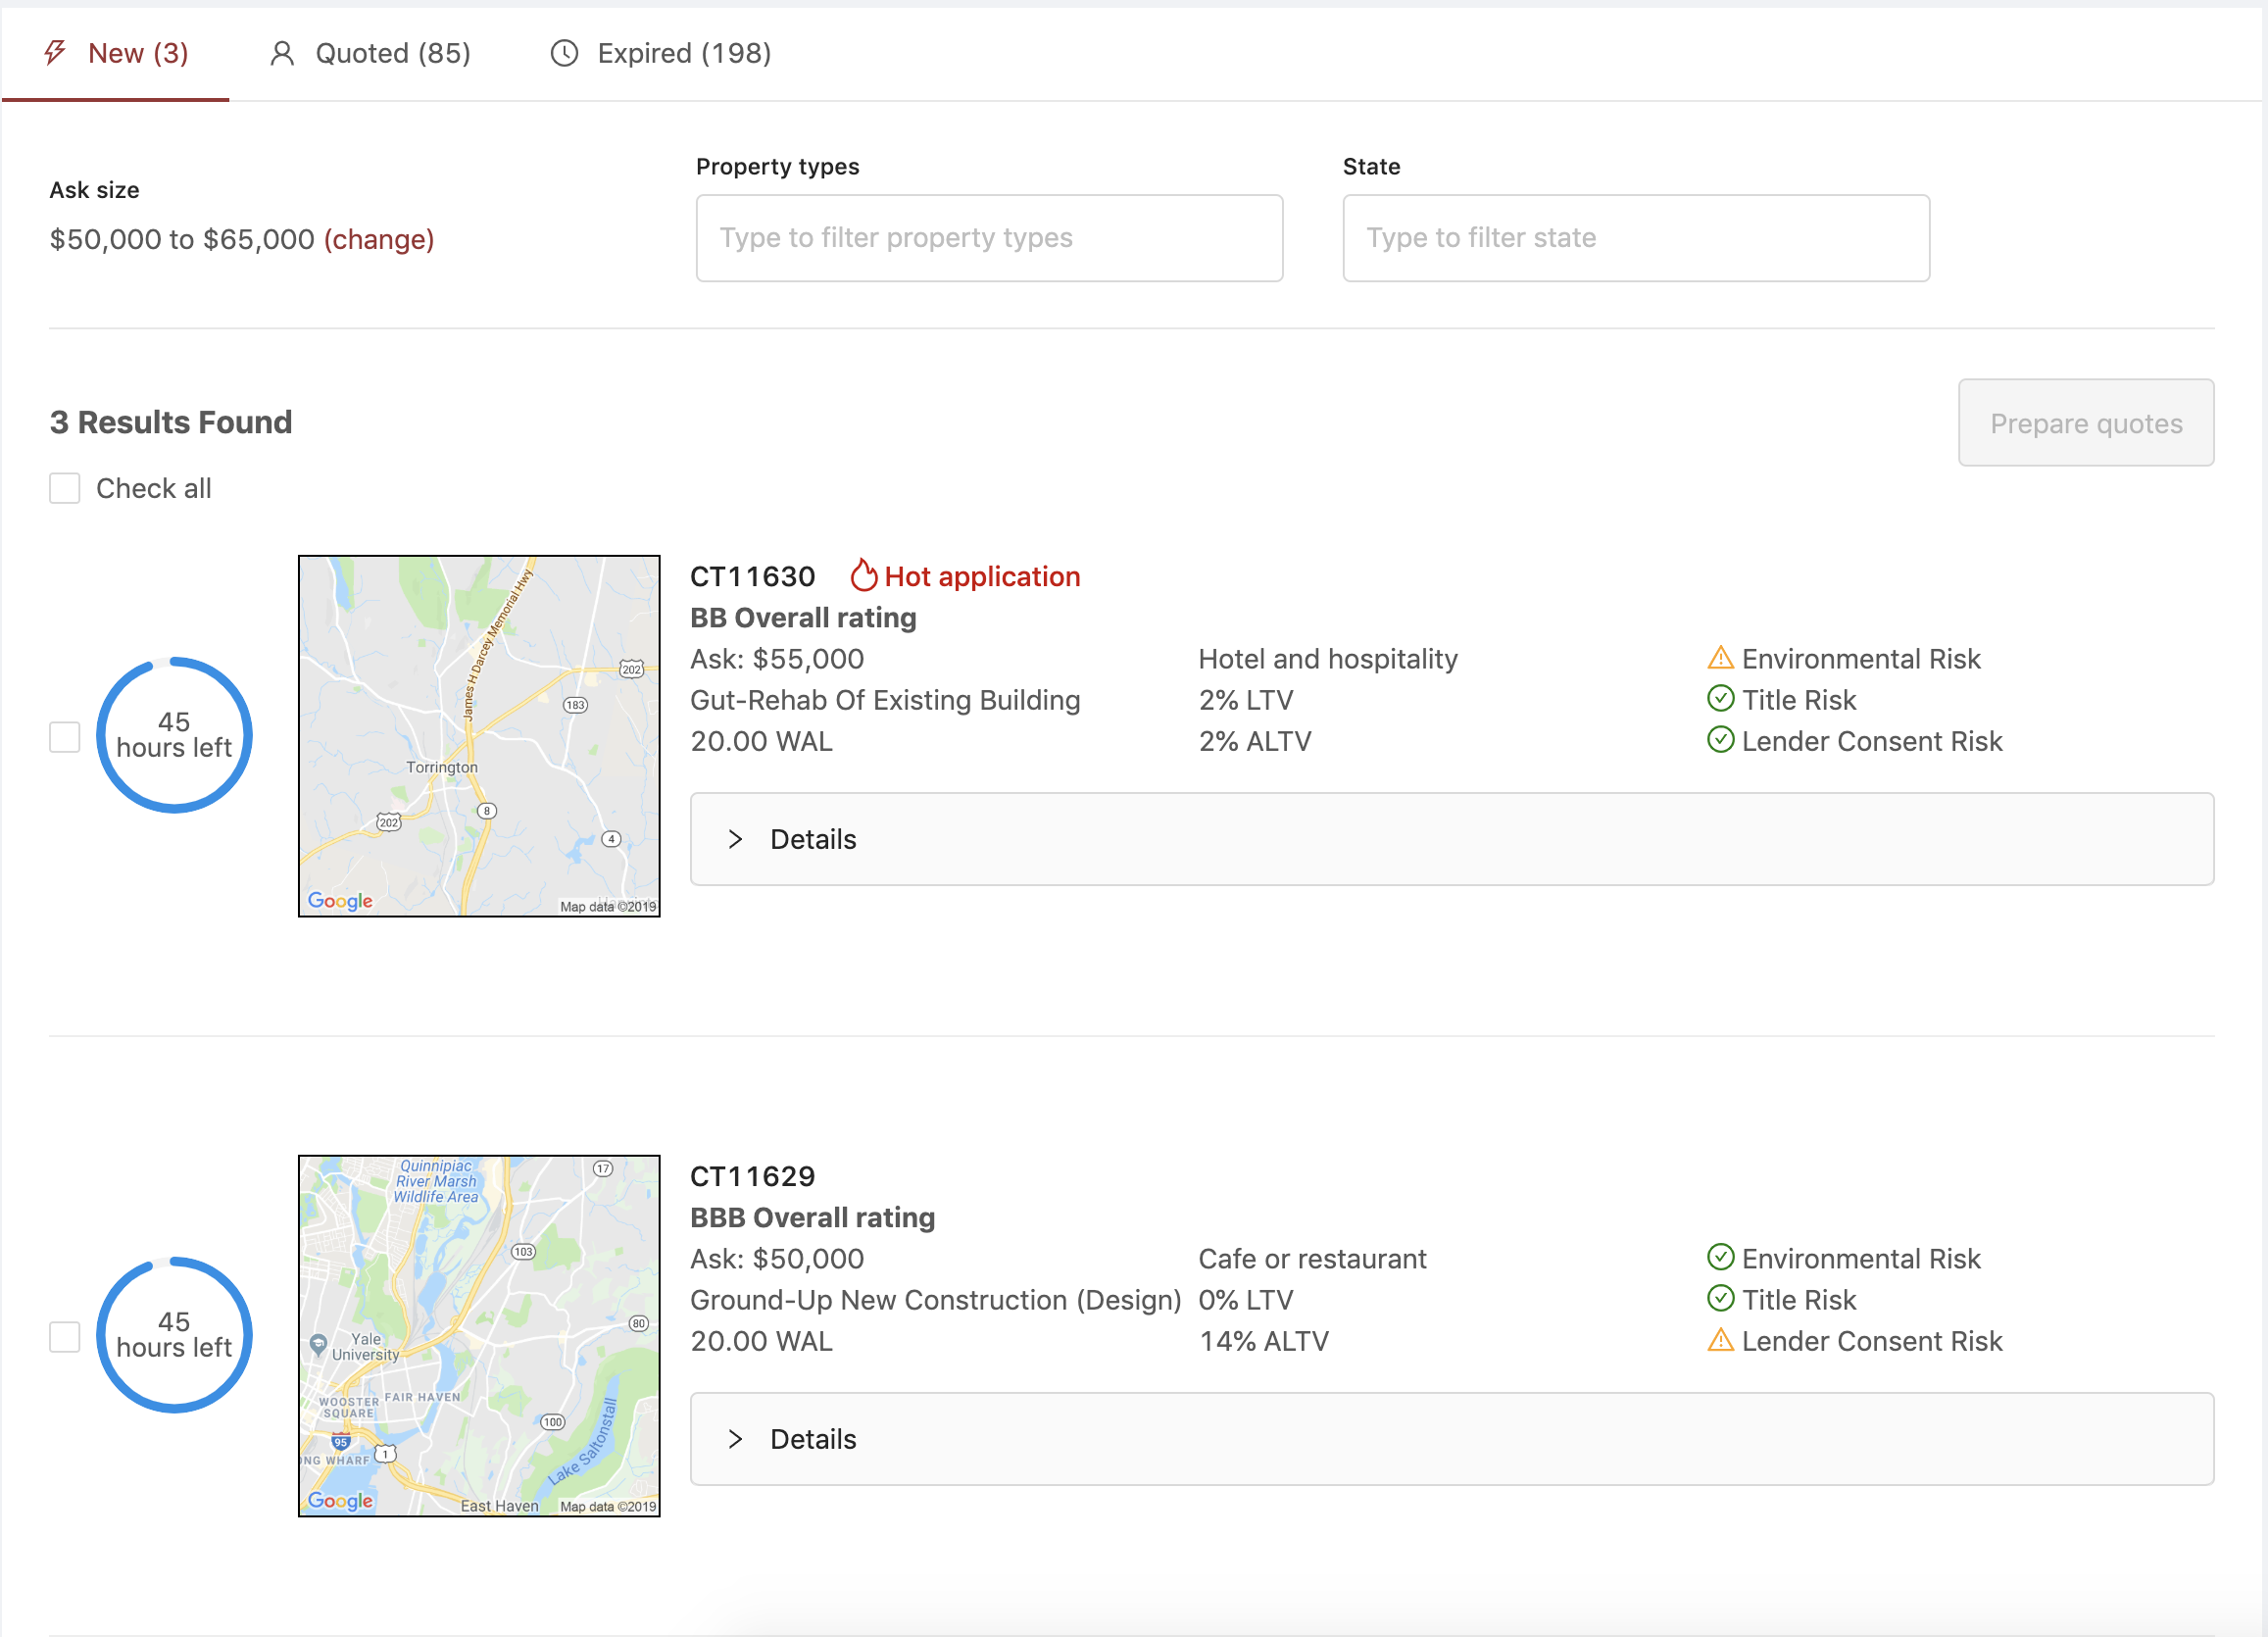 New (3)
Quoted (85)
Expired (198)
Ask size
$50,000 to $65,000 (change)
Property types
Type to filter property types
State
Type to filter state
3 Results Found
Prepare quotes
Check all
45
hours left
James H Darcey Memorial Hwy
202
183
Torrington
8
202
4
Google
Map data ©2019
CT11630
Hot application
BB Overall rating
Ask: $55,000
Hotel and hospitality
Environmental Risk
Gut-Rehab Of Existing Building
2% LTV
Title Risk
20.00 WAL
2% ALTV
Lender Consent Risk
Details
45
hours left
Quinnipiac
River Marsh
Wildlife Area
17
103
80
Yale
University
WOOSTER
SQUARE
FAIR HAVEN
100
95
1
ONG WHARF
Lake Saltonstall
East Haven
Google
Map data ©2019
CT11629
BBB Overall rating
Ask: $50,000
Cafe or restaurant
Environmental Risk
Ground-Up New Construction (Design)
0% LTV
Title Risk
20.00 WAL
14% ALTV
Lender Consent Risk
Details